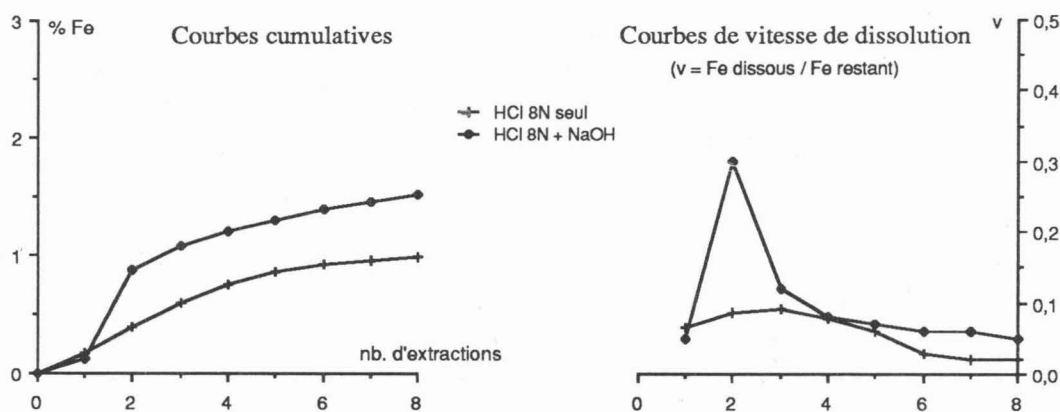 % Fe
Courbes cumulatives
3
2
1
0
0 2 4 6 8
nb. d'extractions
HCl 8N seul
HCl 8N + NaOH
Courbes de vitesse de dissolution
(v = Fe dissous / Fe restant)
v
0,5
0,4
0,3
0,2
0,1
0,0
0 2 4 6 8